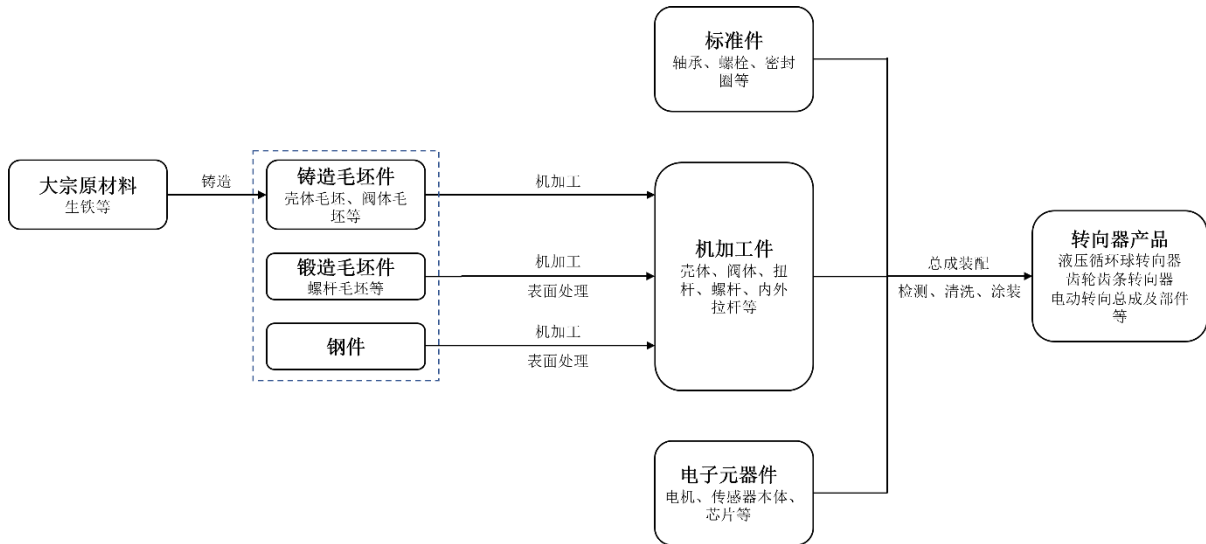 标准件
轴承、螺栓、密封
圈等
大宗原材料
生铁等
铸造
铸造毛坯件
壳体毛坯、阀体毛
坯等
机加工
锻造毛坯件
螺杆毛坯等
机加工
表面处理
钢件
机加工
表面处理
机加工件
壳体、阀体、扭
杆、螺杆、内外
拉杆等
总成装配
检测、清洗、涂装
转向器产品
液压循环球转向器
齿轮齿条转向器
电动转向总成及部件
等
电子元器件
电机、传感器木体、
芯片等